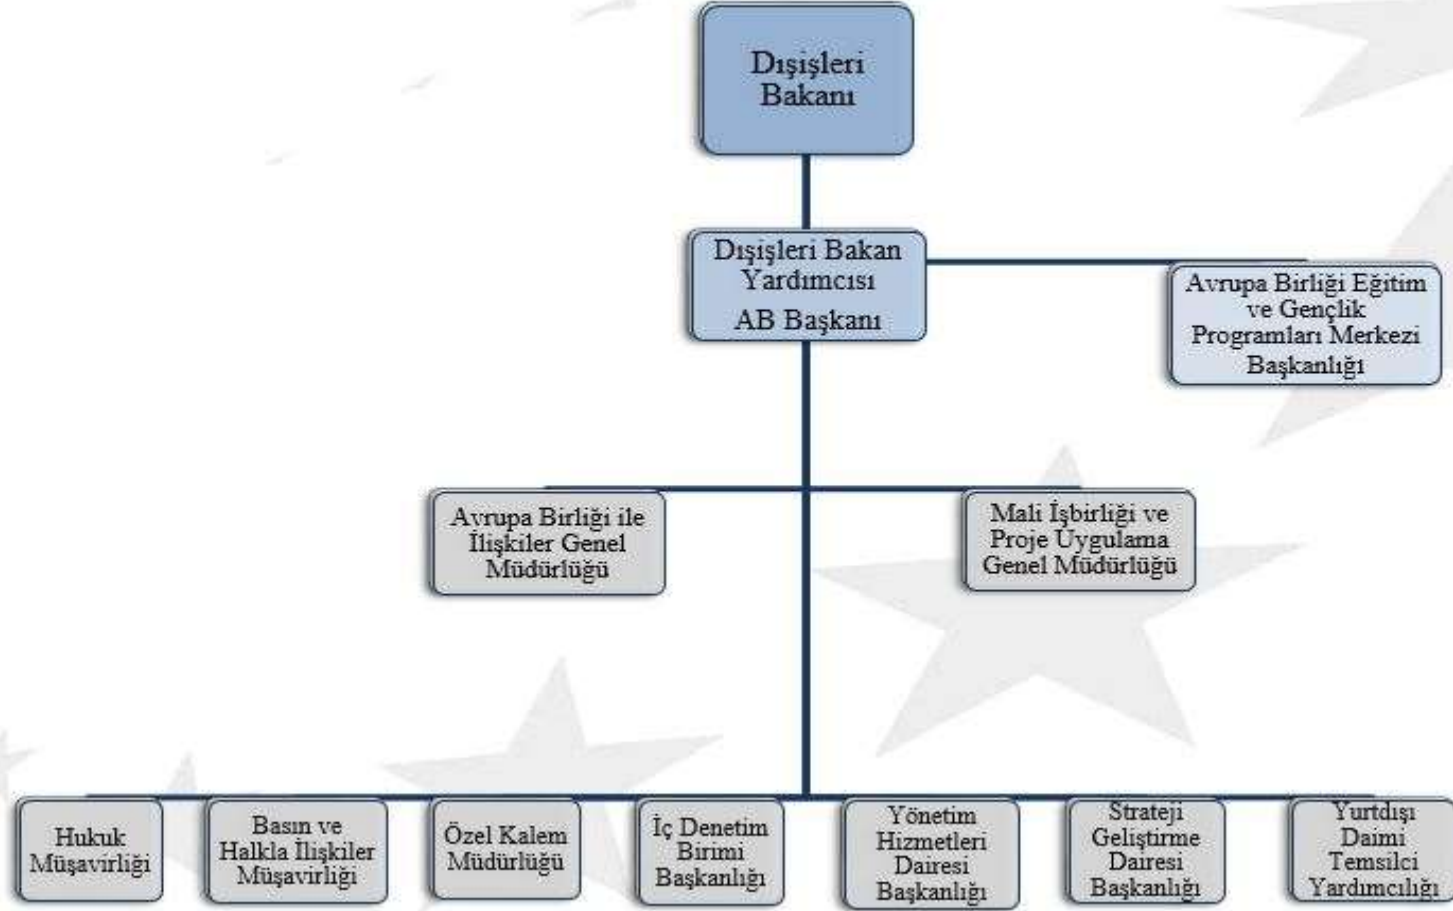 Dışişleri
Bakanı
Dışişleri Bakan
Yardımcısı
AB Başkanı
Avrupa Birliği Eğitim
ve Gençlik
Programları Merkezi
Başkanlığı
Avrupa Birliği ile
İlişkiler Genel
Müdürlüğü
Mali İşbirliği ve
Proje Uygulama
Genel Müdürlüğü
Hukuk
Müşavirliği
Basın ve
Halkla İlişkiler
Müşavirliği
Özel Kalem
Müdürlüğü
İç Denetim
Birimi
Başkanlığı
Yönetim
Hizmetleri
Dairesi
Başkanlığı
Strateji
Geliştirme
Dairesi
Başkanlığı
Yurtdışı
Daimi
Temsilci
Yardımcılığı